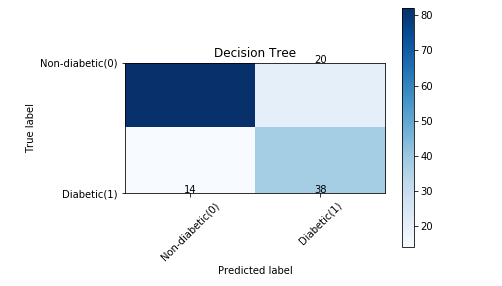 Decision Tree
Non-diabetic(0)
20
Diabetic(1)
14
38
True label
Non-diabetic(0)
Diabetic(1)
Predicted label
80
70
60
50
40
30
20